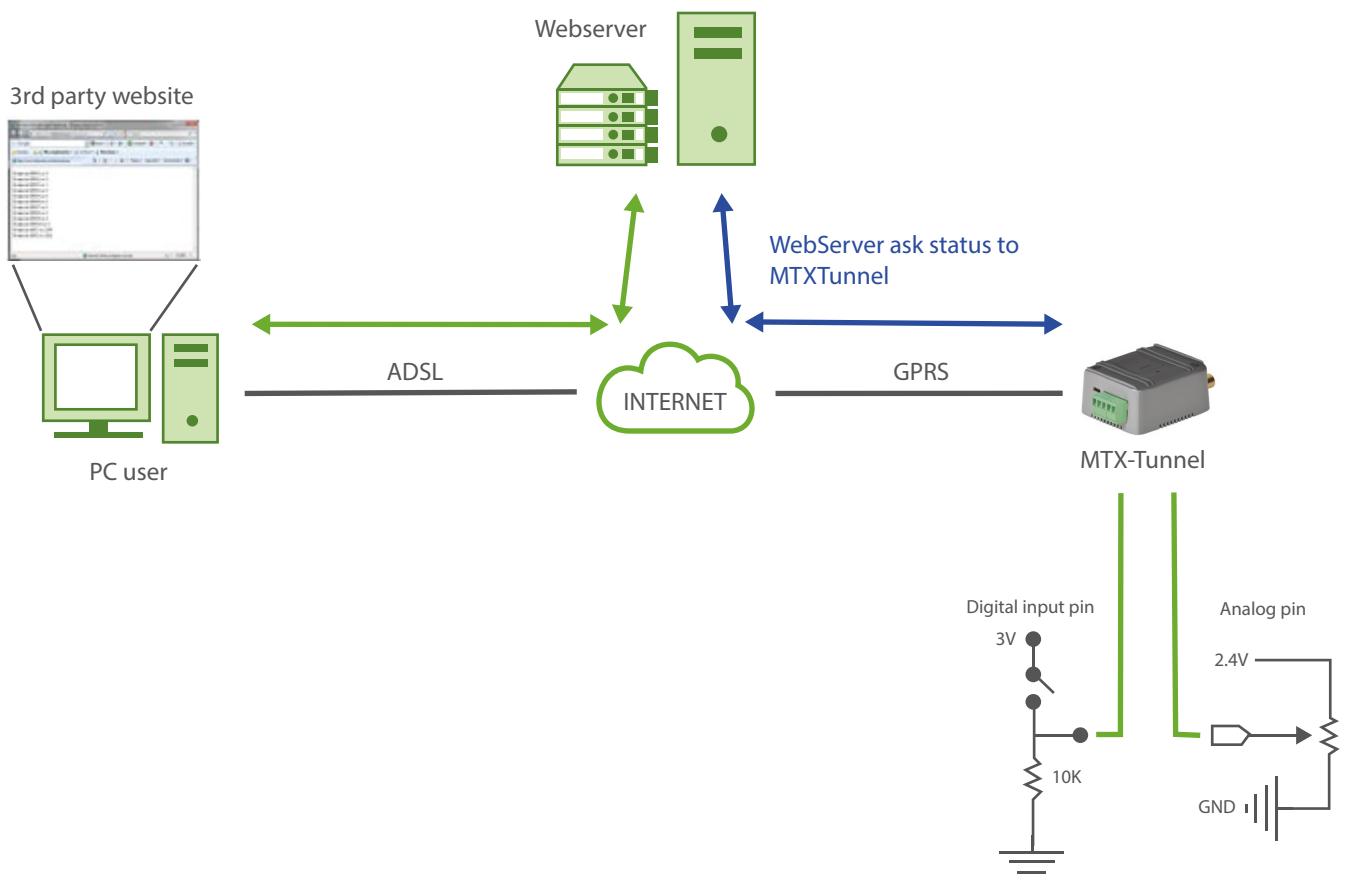 Webserver
3rd party website
WebServer ask status to
MTXTunnel
ADSL
INTERNET
GPRS
PC user
MTX-Tunnel
Digital input pin
3V
10K
Analog pin
2.4V
GND